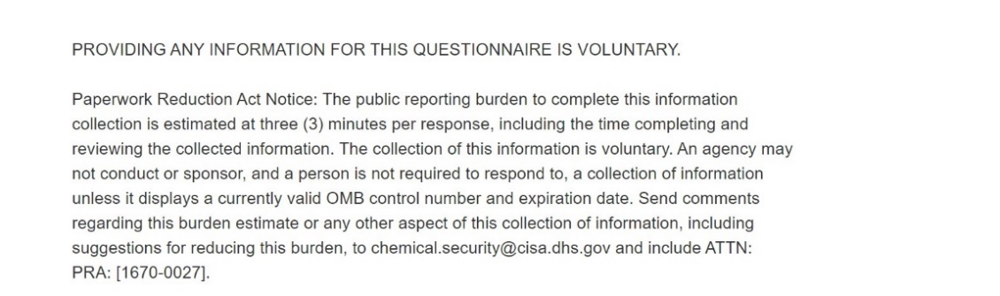 PROVIDING ANY INFORMATION FOR THIS QUESTIONNAIRE IS VOLUNTARY.
Paperwork Reduction Act Notice: The public reporting burden to complete this information
collection is estimated at three (3) minutes per response, including the time completing and
reviewing the collected information. The collection of this information is voluntary. An agency may
not conduct or sponsor, and a person is not required to respond to, a collection of information
unless it displays a currently valid OMB control number and expiration date. Send comments
regarding this burden estimate or any other aspect of this collection of information, including
suggestions for reducing this burden, to chemical.security@cisa.dhs.gov and include ATTN:
PRA: [1670-0027].